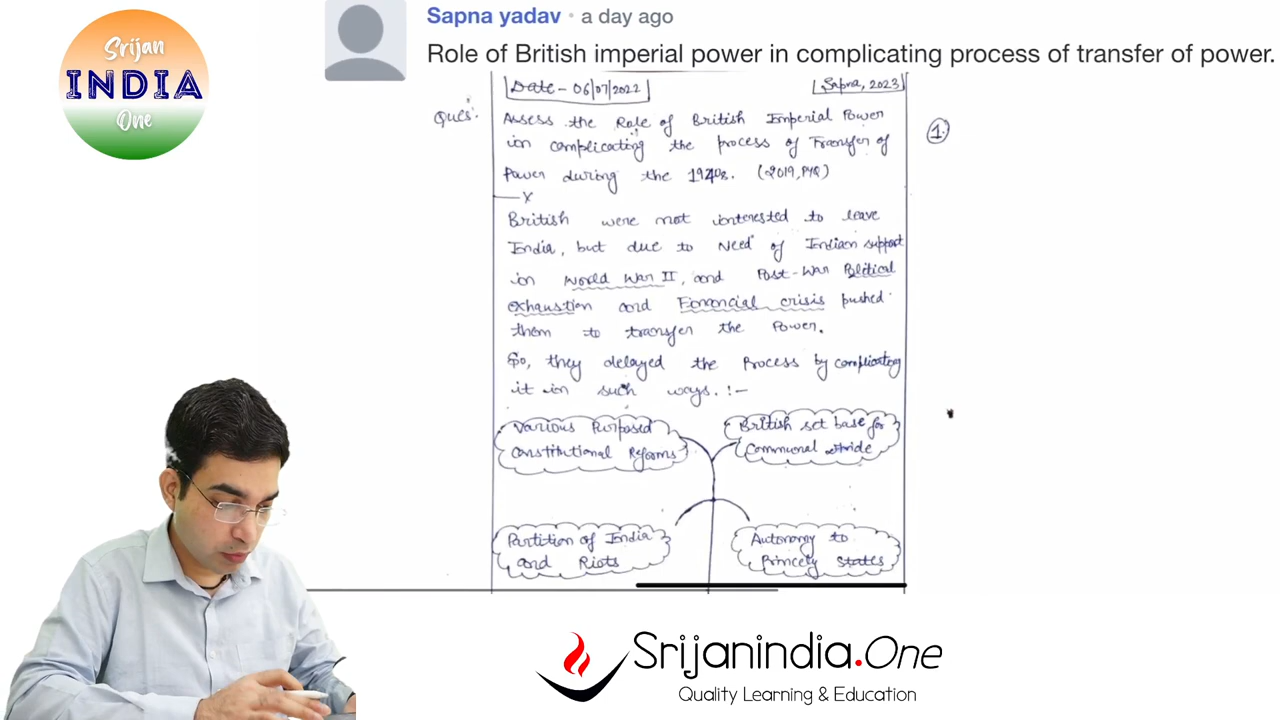 Srijan
INDIA
One
Sapna yadav · a day ago
Role of British imperial power in complicating process of transfer of power.
Date - 06/07/2022
Sapna, 2023
Ques:
Assess the Role of British Imperial Power
in complicating the process of Transfer of
Power during the 1940s. (2019, PYQ)
1.
British were not interested to leave
India, but due to Need of Indian support
in World War II, and Post-War Political
exhaustion and Financial crisis pushed
them to transfer the Power.
So, they delayed the Process by complicating
it in such ways. :-
Various Purposed
Constitutional Reforms
British set base for
Communal
Partition of India
and Riots
Autonomy to
Princely States
Srijanindia.One
Quality Learning & Education